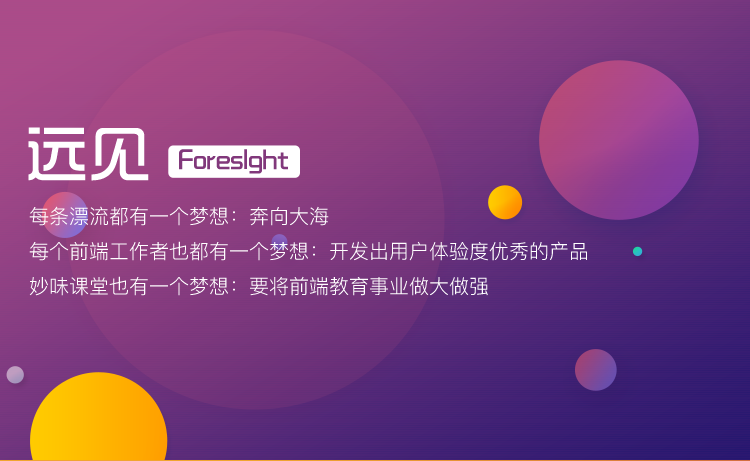 远见 Foresight
每条漂流都有一个梦想：奔向大海
每个前端工作者也都有一个梦想：开发出用户体验度优秀的产品
妙味课堂也有一个梦想：要将前端教育事业做大做强